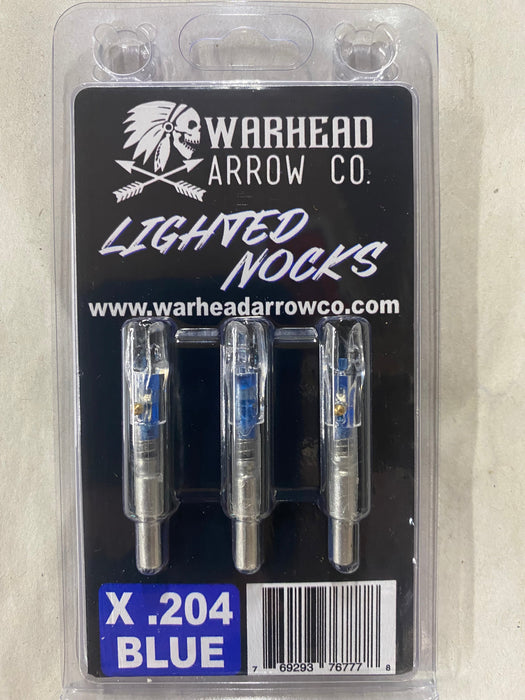 WARHEAD
ARROW CO.
LIGHTED
NOCKS
www.warheadarrowco.com
X .204
BLUE
7 69293 76777 8